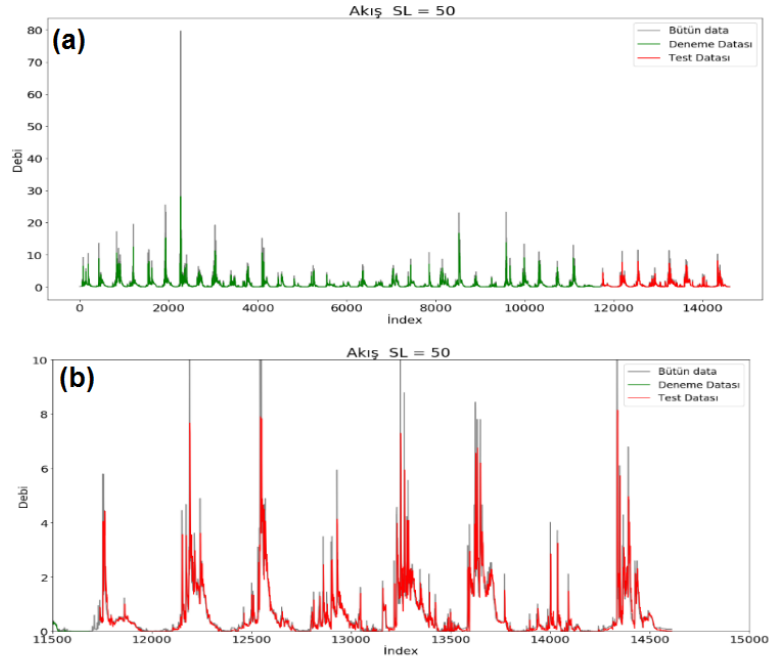 Akış SL = 50
(a)
Bütün data
Deneme Datası
Test Datası
80
70
60
50
40
30
20
10
0
Debi
0 2000 4000 6000 8000 10000 12000 14000
İndex
Akış SL = 50
(b)
Bütün data
Deneme Datası
Test Datası
10
8
6
4
2
0
Debi
11500 12000 12500 13000 13500 14000 14500 15000
İndex